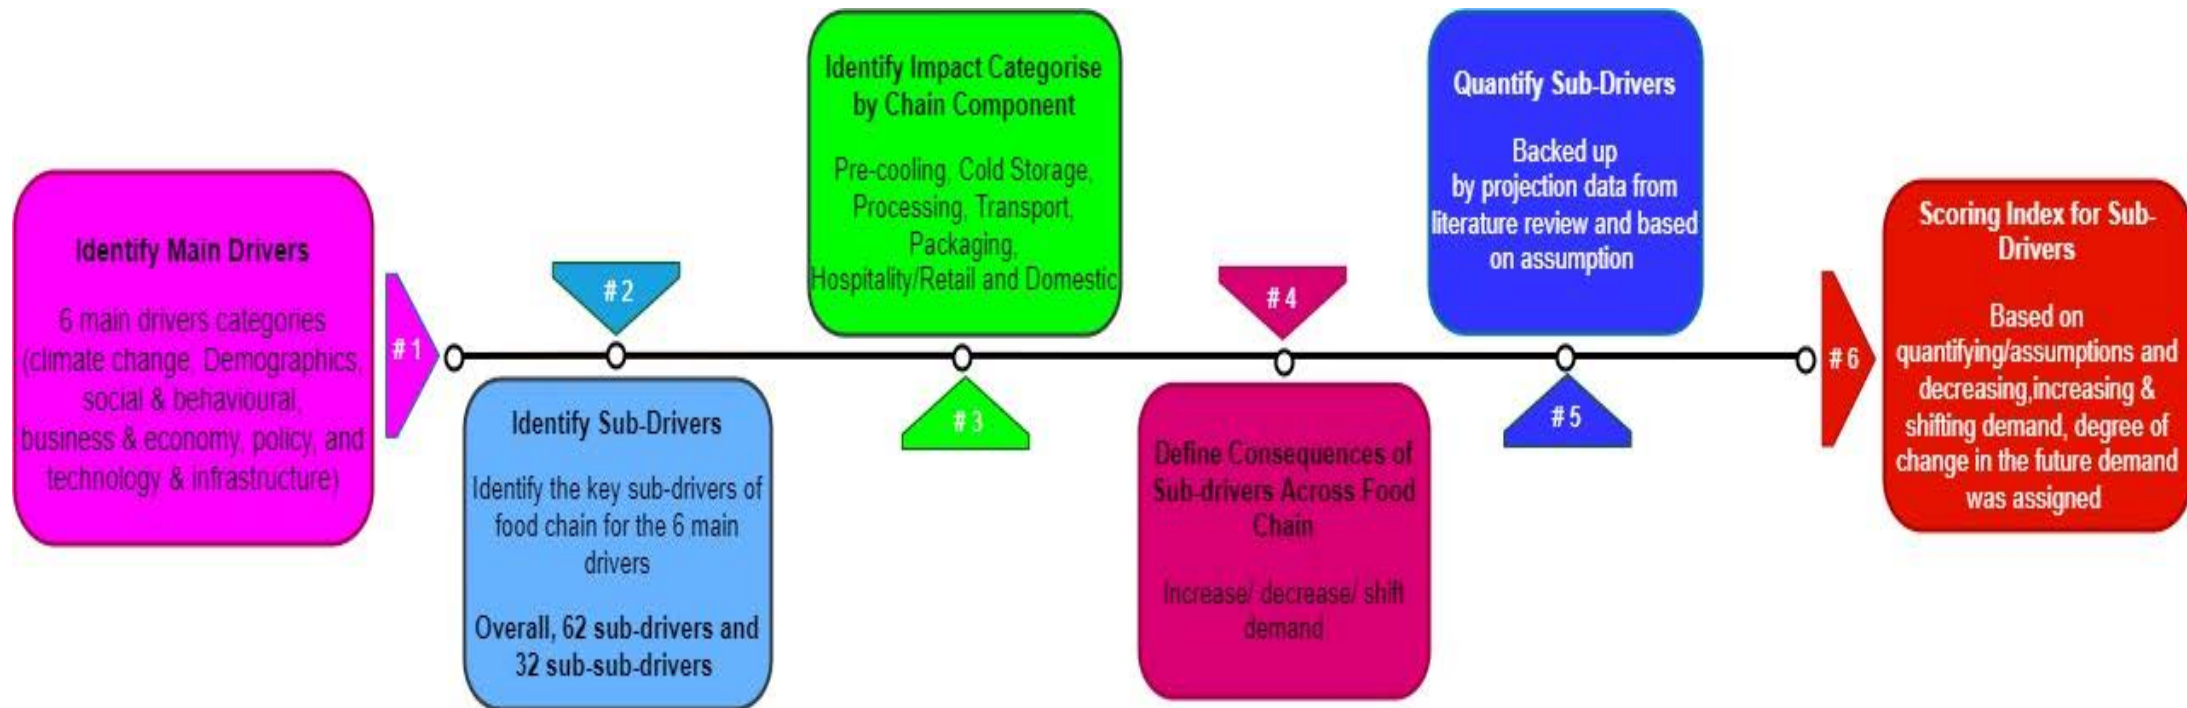 Identify Main Drivers
6 main drivers categories
(climate change, Demographics,
social & behavioural,
business & economy, policy, and
technology & infrastructure)
# 1
# 2
Identify Sub-Drivers
Identify the key sub-drivers of
food chain for the 6 main
drivers
Overall, 62 sub-drivers and
32 sub-sub-drivers
Identify Impact Categorise
by Chain Component
Pre-cooling, Cold Storage,
Processing, Transport,
Packaging,
Hospitality/Retail and Domestic
# 3
# 4
Define Consequences of
Sub-drivers Across Food
Chain
Increase/ decrease/ shift
demand
Quantify Sub-Drivers
Backed up
by projection data from
literature review and based
on assumption
# 5
# 6
Scoring Index for Sub-
Drivers
Based on
quantifying/assumptions and
decreasing,increasing &
shifting demand, degree of
change in the future demand
was assigned